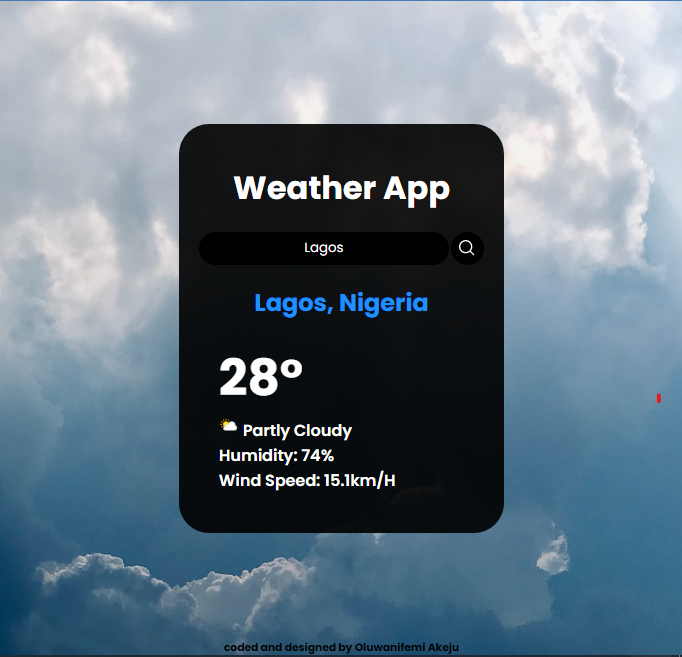 Weather App
Lagos
Lagos, Nigeria
28°
Partly Cloudy
Humidity: 74%
Wind Speed: 15.1km/H
coded and designed by Oluwanifemi Akeju